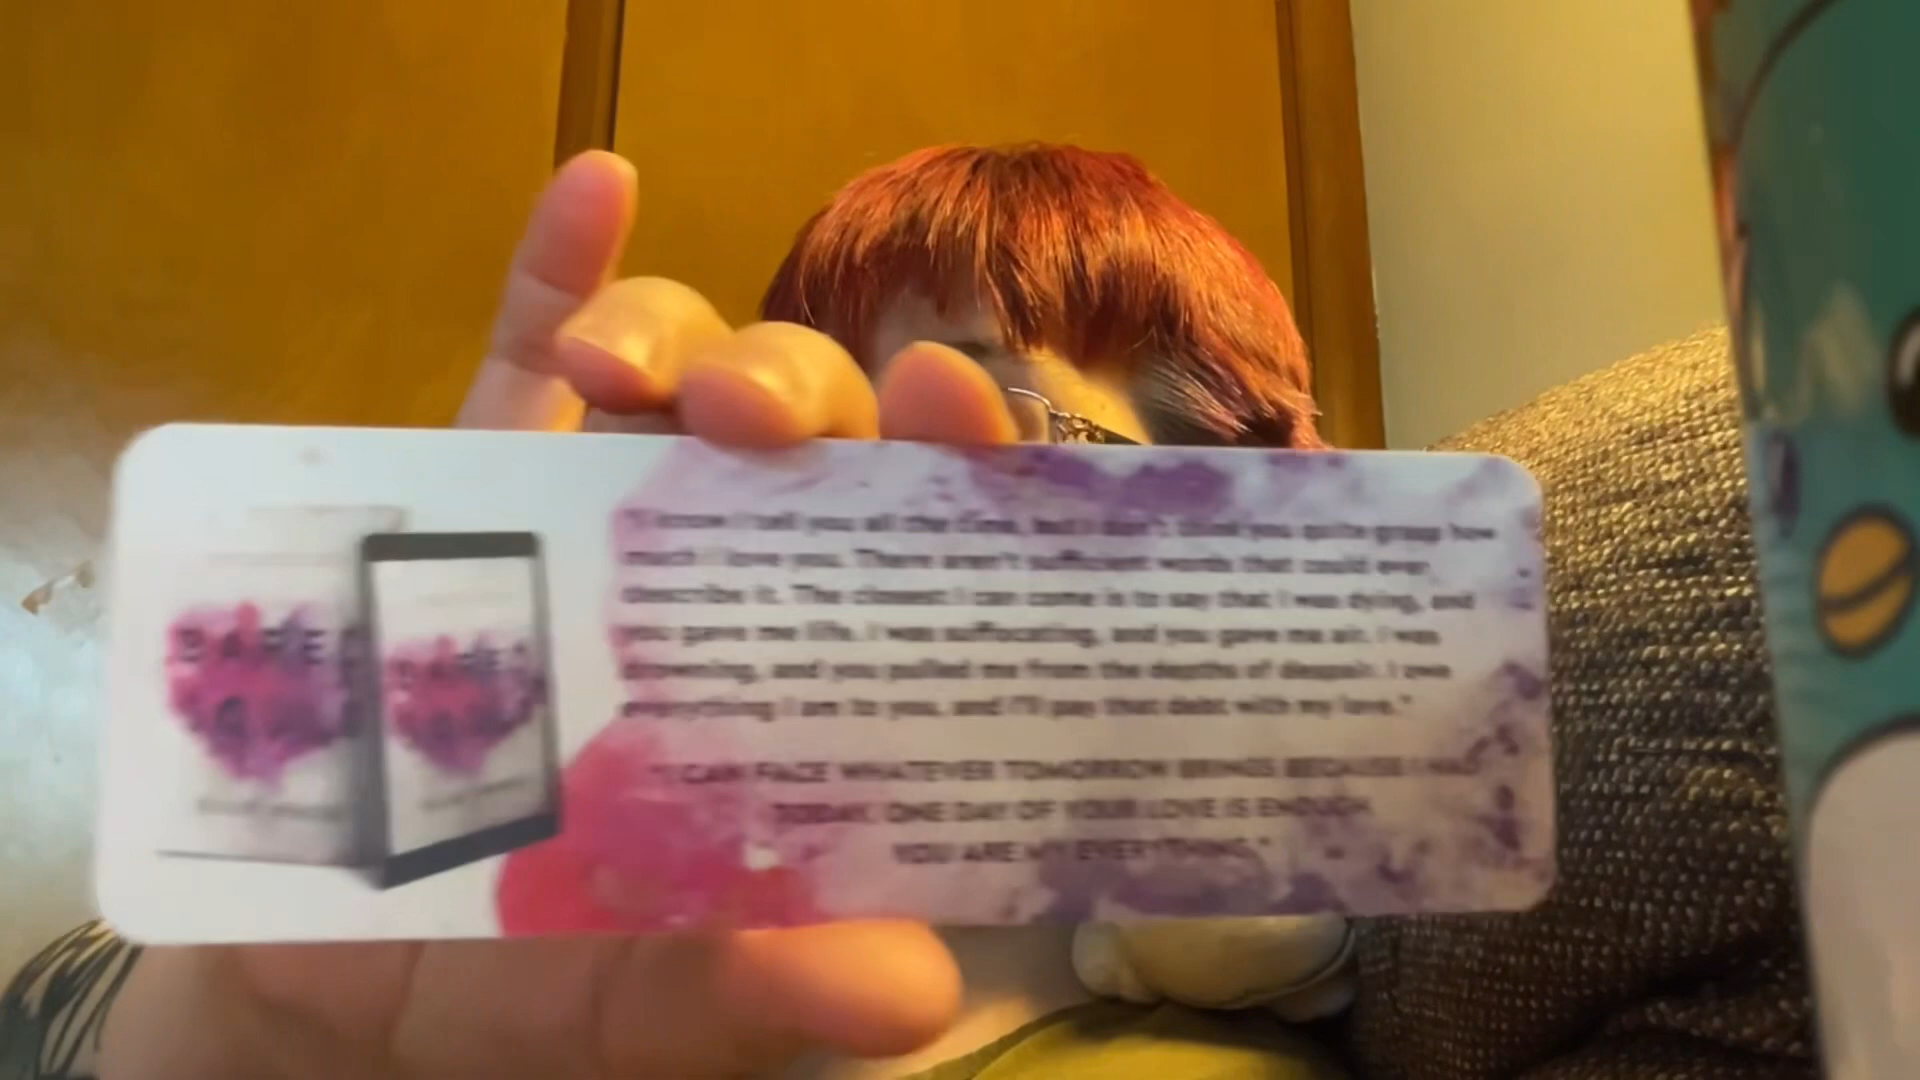 "I know I tell you all the time, but I don't think you quite grasp how
much I love you. There aren't sufficient words that could ever
describe it. The closest I can come is to say that I was dying, and
you gave me life. I was suffocating, and you gave me air. I was
drowning, and you pulled me from the depths of despair. I owe
everything I am to you, and I'll pay that debt with my love."
"I CAN FACE WHATEVER TOMORROW BRINGS BECAUSE I HAD
TODAY. ONE DAY OF YOUR LOVE IS ENOUGH.
YOU ARE MY EVERYTHING."